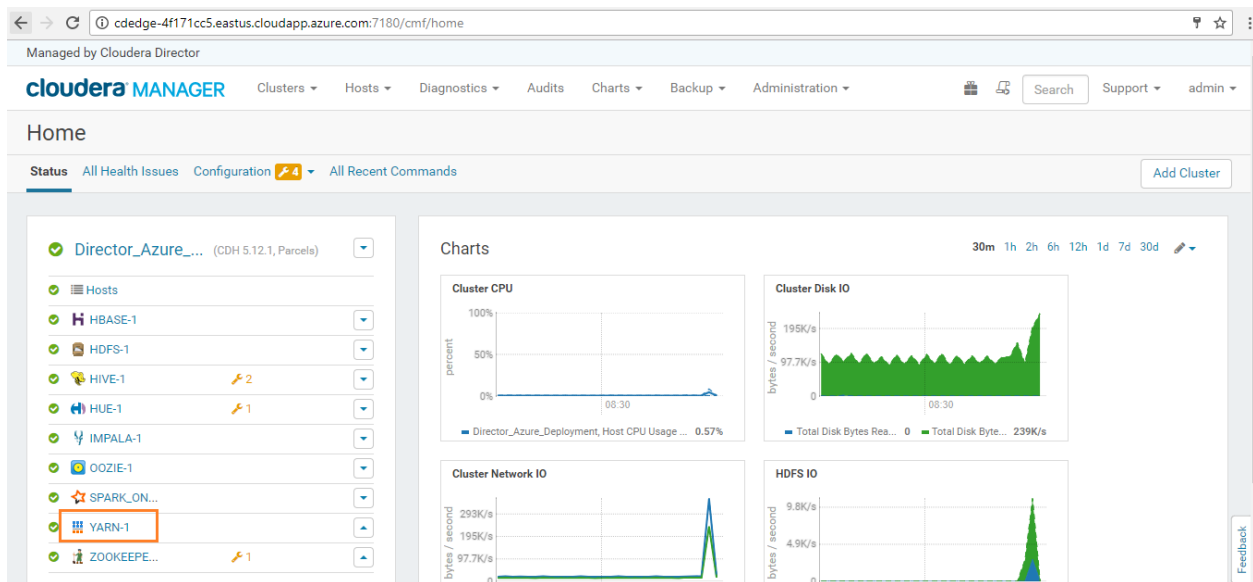 cdedge-4f171cc5.eastus.cloudapp.azure.com:7180/cmf/home
Managed by Cloudera Director
cloudera MANAGER Clusters Hosts Diagnostics Audits Charts Backup Administration Search Support admin
Home
Status All Health Issues Configuration 4 All Recent Commands Add Cluster
Director_Azure_... (CDH 5.12.1, Parcels)
Hosts
HBASE-1
HDFS-1
HIVE-1 2
HUE-1 1
IMPALA-1
OOZIE-1
SPARK_ON...
YARN-1
ZOOKEEPE... 1
Charts 30m 1h 2h 6h 12h 1d 7d 30d
Cluster CPU
percent
100%
50%
0%
08:30
Director_Azure_Deployment, Host CPU Usage ... 0.57%
Cluster Disk IO
bytes / second
195K/s
97.7K/s
0
08:30
Total Disk Bytes Rea... 0 Total Disk Byte... 239K/s
Cluster Network IO
bytes / second
293K/s
195K/s
97.7K/s
0
HDFS IO
bytes / second
9.8K/s
4.9K/s
0
Feedback